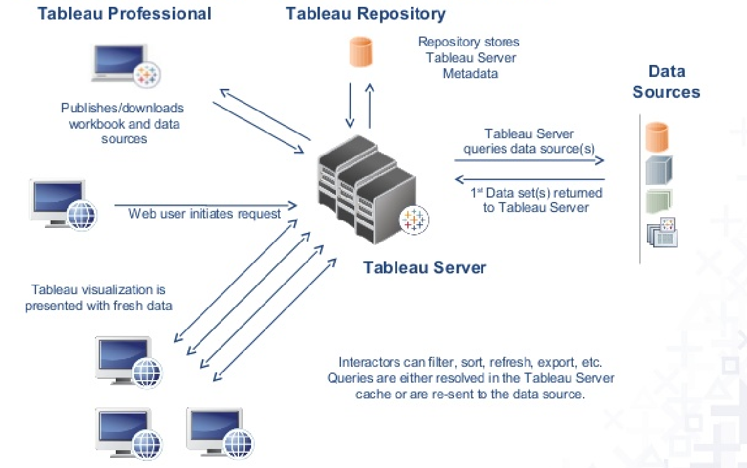 Tableau Professional
Tableau Repository
Repository stores
Tableau Server
Metadata
Data
Sources
Publishes/downloads
workbook and data
sources
Tableau Server
queries data source(s)
1st Data set(s) returned
to Tableau Server
Web user initiates request
Tableau Server
Tableau visualization is
presented with fresh data
Interactors can filter, sort, refresh, export, etc.
Queries are either resolved in the Tableau Server
cache or are re-sent to the data source.